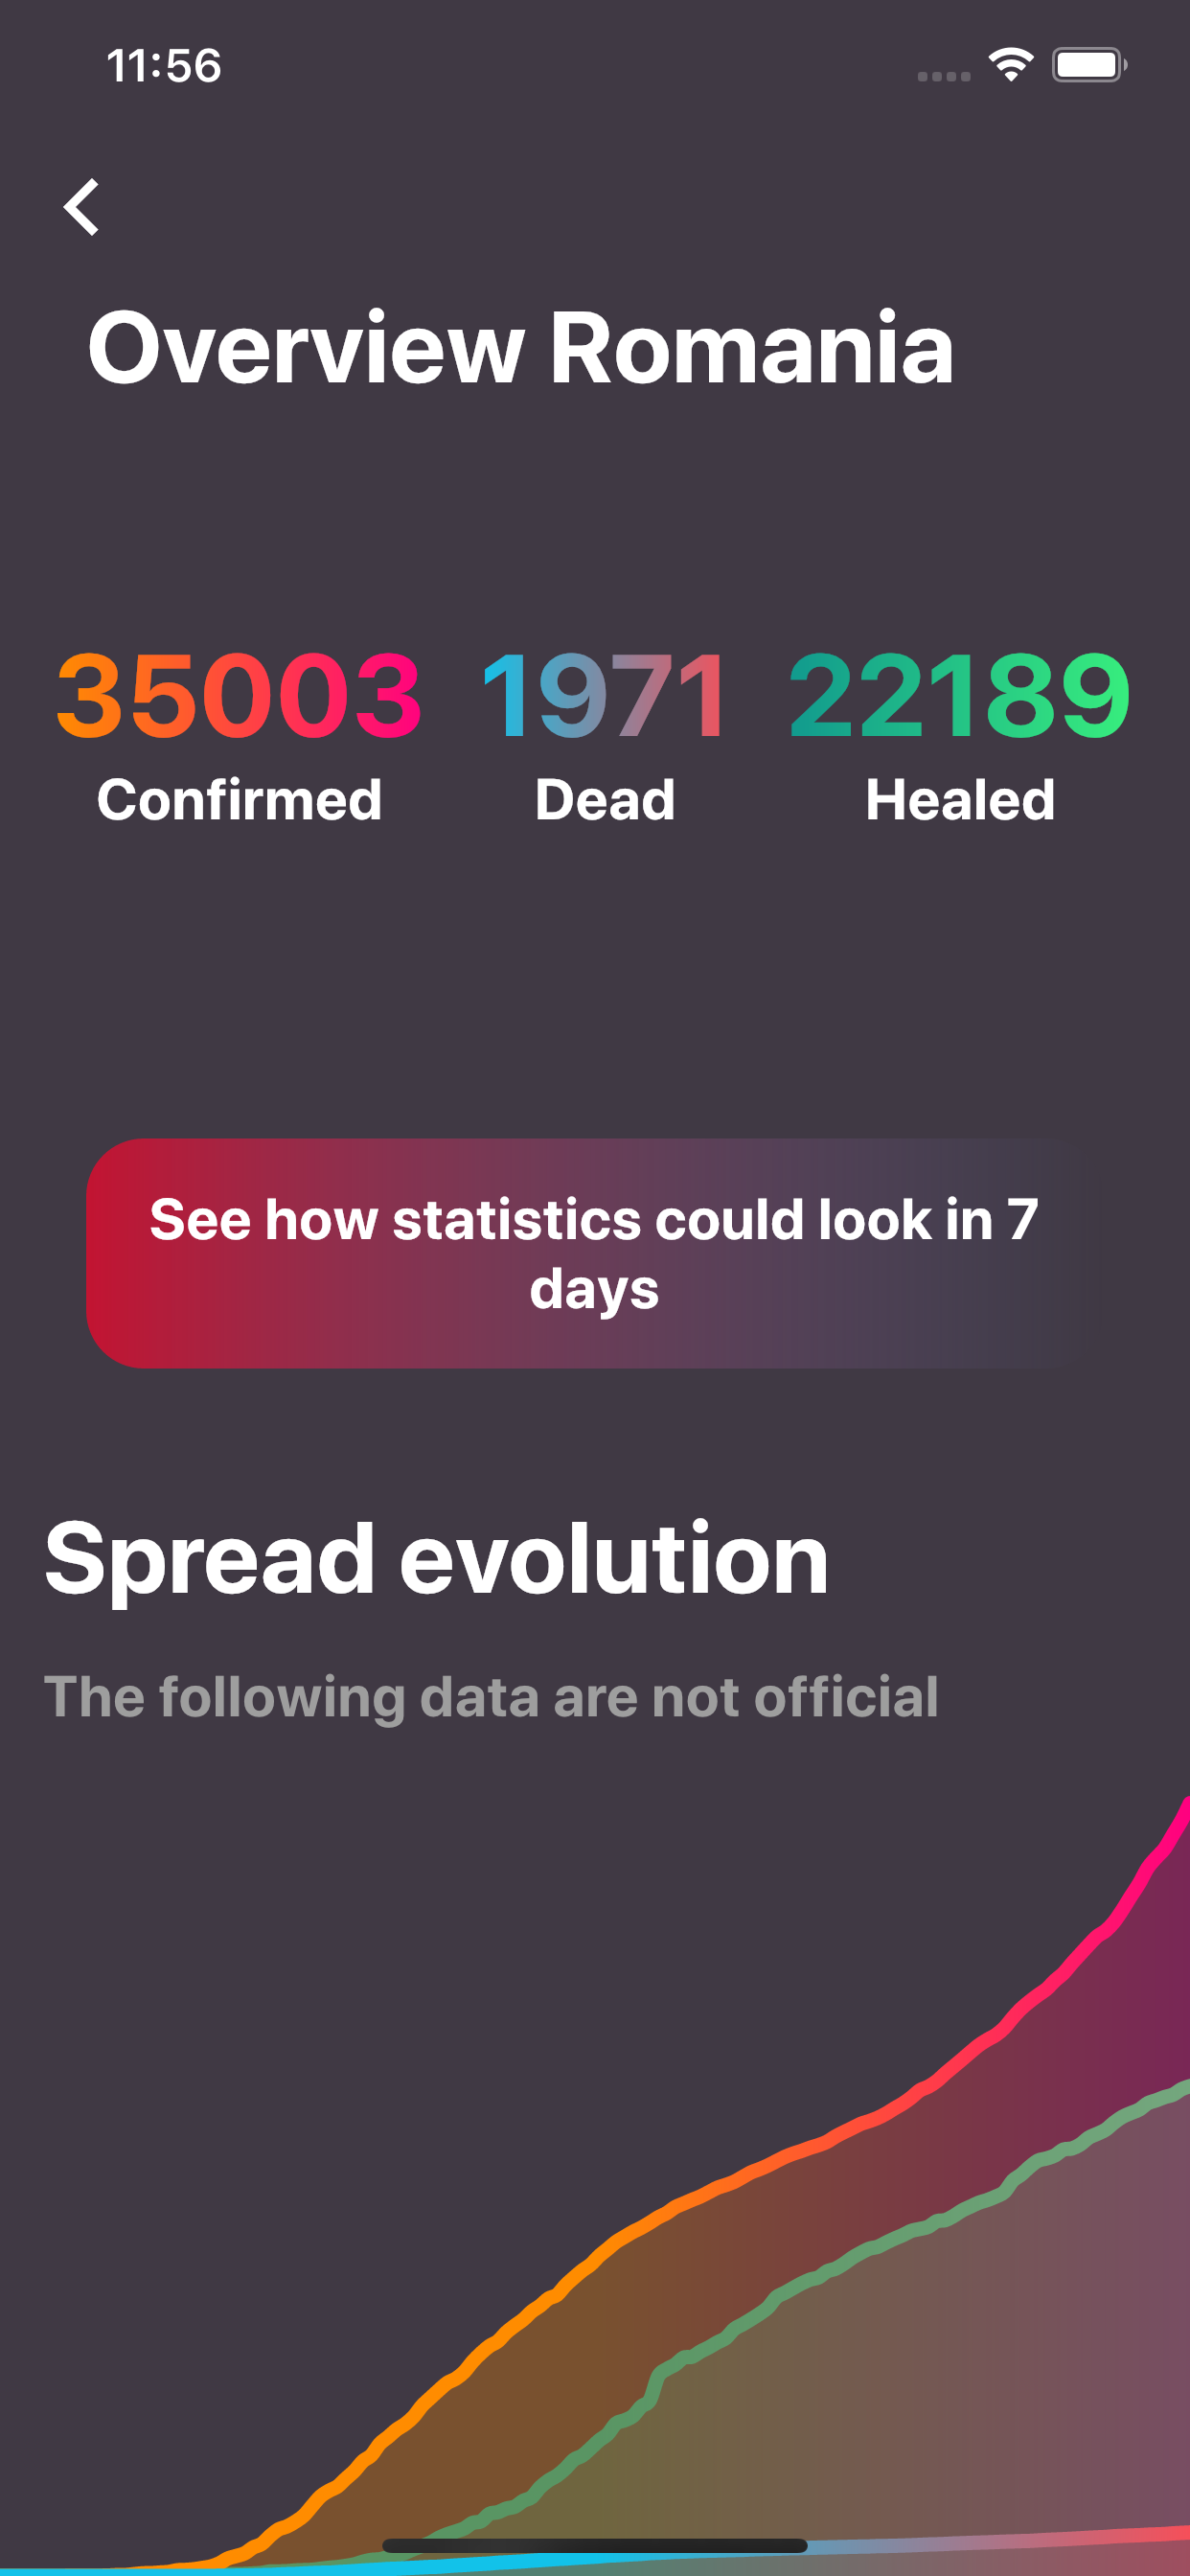 11:56
Overview Romania
35003 1971 22189
Confirmed Dead Healed
See how statistics could look in 7
days
Spread evolution
The following data are not official